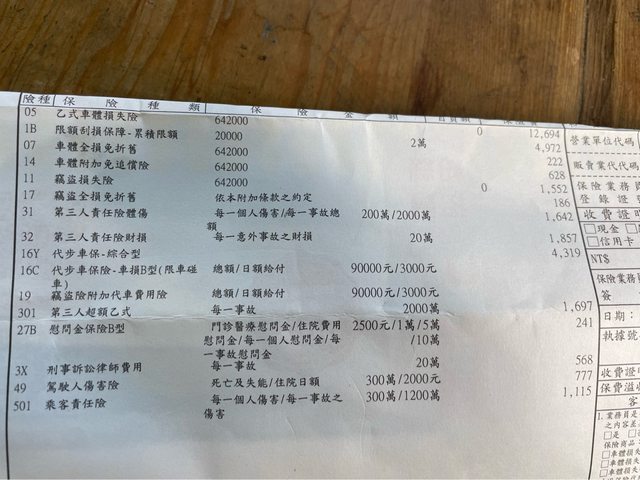 險種 保險種類 保險金額 自負額 保險費
05 乙式車體損失險 642000 0 12,694
1B 限額刮損保障-累積限額 20000 2萬 4,972
07 車體全損免折舊 642000 222
14 車體附加免追償險 642000 628
11 竊盜損失險 642000 0 1,552
17 竊盜全損免折舊 依本附加條款之約定 186
31 第三人責任險體傷 每一個人傷害/每一事故總額 200萬/2000萬 1,642
32 第三人責任險財損 每一意外事故之財損 20萬 1,857
16Y 代步車保-綜合型 4,319
16C 代步車保險-車損B型(限車碰車) 總額/日額給付 90000元/3000元
19 竊盜險附加代車費用險 總額/日額給付 90000元/3000元
301 第三人超額乙式 每一事故 2000萬 1,697
27B 慰問金保險B型 門診醫療慰問金/住院費用慰問金/每一個人慰問金/每一事故慰問金 2500元/1萬/5萬/10萬 241
3X 刑事訴訟律師費用 每一事故 20萬 568
49 駕駛人傷害險 死亡及失能/住院日額 300萬/2000元 777
501 乘客責任險 每一個人傷害/每一事故之傷害 300萬/1200萬 1,115
營業單位代碼
販賣業代代碼
保險業務員
登錄證
收費證
□現金
□信用卡
NT$
保險業務員
簽
日期:
執據號
收費證
保費溢收
客
1. 業務員是
之內容差
□是
保險商品
□車體損失
□車體損失